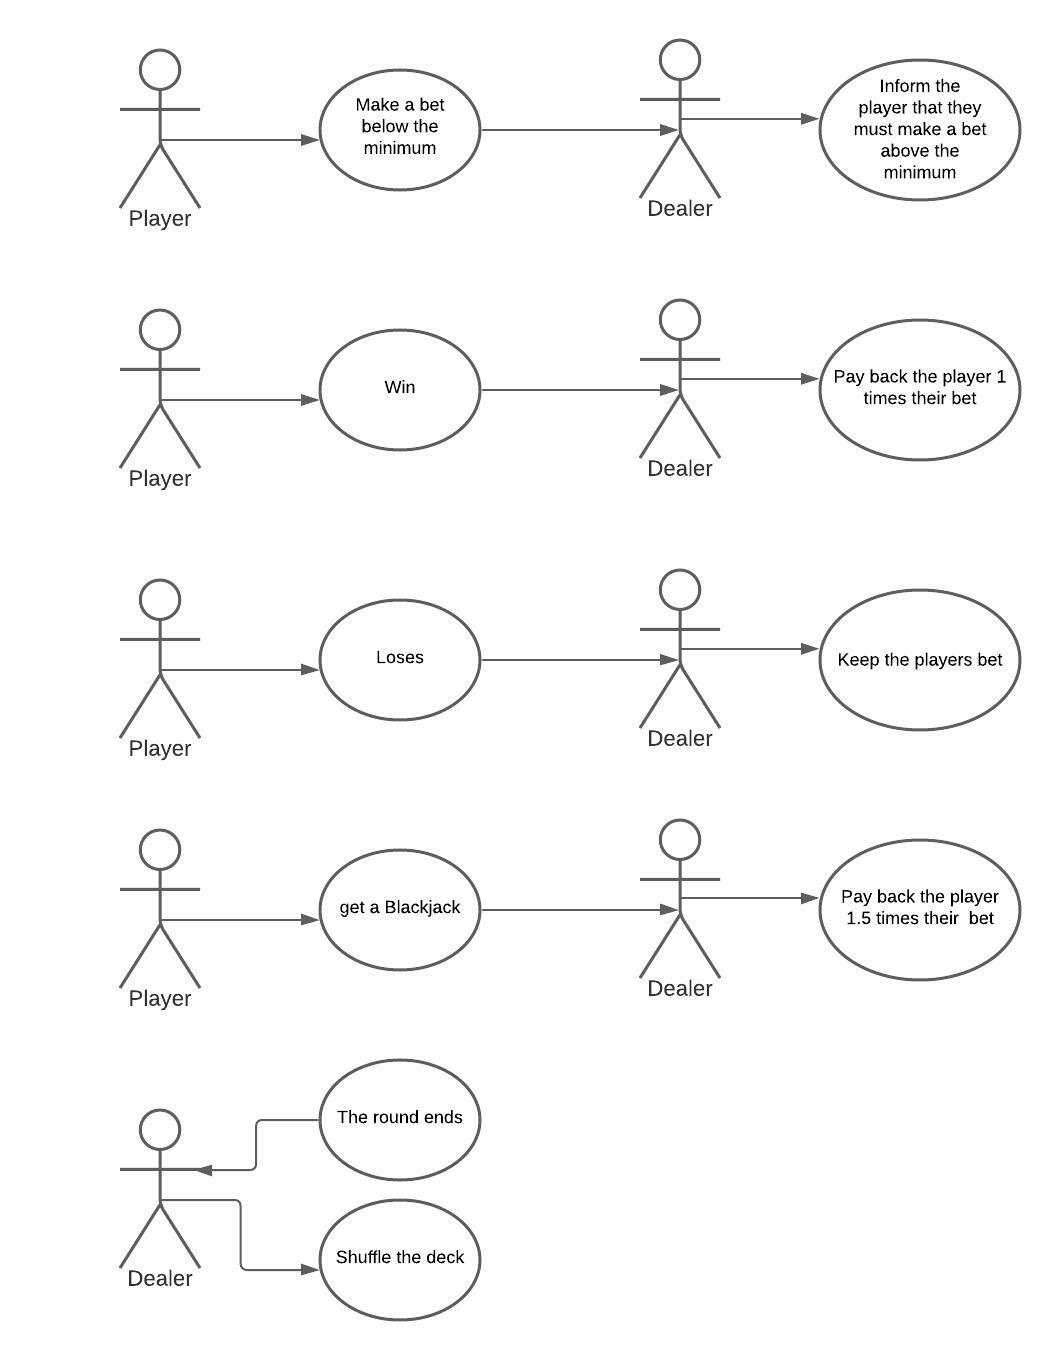 Make a bet
below the
minimum
Player
Dealer
Inform the
player that they
must make a bet
above the
minimum
Win
Player
Dealer
Pay back the player 1
times their bet
Loses
Player
Dealer
Keep the players bet
get a Blackjack
Player
Dealer
Pay back the player
1.5 times their  bet
The round ends
Dealer
Shuffle the deck